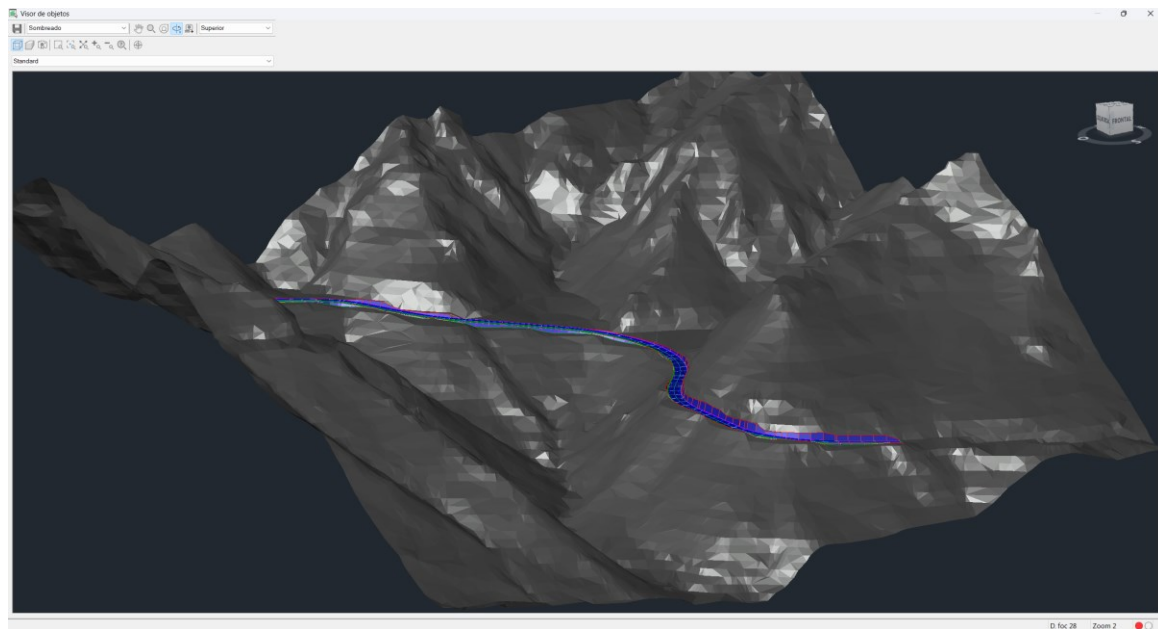 Visor de objetos
Sombreado
Superior
Standard
FRONTAL
D. foc 28 Zoom 2